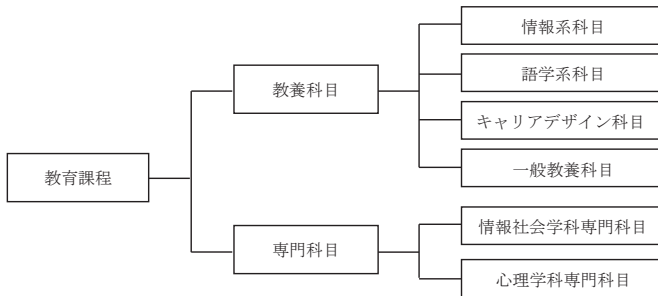 教育課程
教養科目
情報系科目
語学系科目
キャリアデザイン科目
一般教養科目
専門科目
情報社会学科専門科目
心理学科専門科目